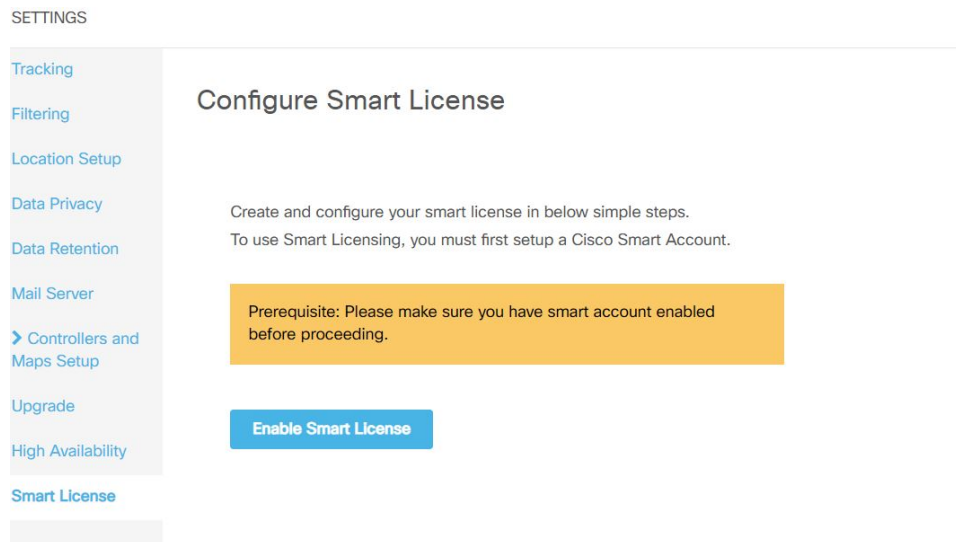 SETTINGS
Tracking
Filtering
Location Setup
Data Privacy
Data Retention
Mail Server
Controllers and
Maps Setup
Upgrade
High Availability
Smart License
Configure Smart License
Create and configure your smart license in below simple steps.
To use Smart Licensing, you must first setup a Cisco Smart Account.
Prerequisite: Please make sure you have smart account enabled
before proceeding.
Enable Smart License